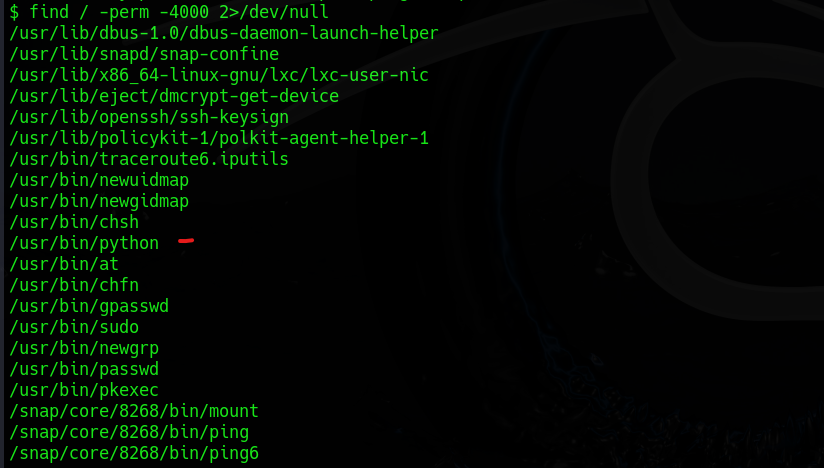 $ find / -perm -4000 2>/dev/null
/usr/lib/dbus-1.0/dbus-daemon-launch-helper
/usr/lib/snapd/snap-confine
/usr/lib/x86_64-linux-gnu/lxc/lxc-user-nic
/usr/lib/eject/dmcrypt-get-device
/usr/lib/openssh/ssh-keysign
/usr/lib/policykit-1/polkit-agent-helper-1
/usr/bin/traceroute6.iputils
/usr/bin/newuidmap
/usr/bin/newgidmap
/usr/bin/chsh
/usr/bin/python
/usr/bin/at
/usr/bin/chfn
/usr/bin/gpasswd
/usr/bin/sudo
/usr/bin/newgrp
/usr/bin/passwd
/usr/bin/pkexec
/snap/core/8268/bin/mount
/snap/core/8268/bin/ping
/snap/core/8268/bin/ping6